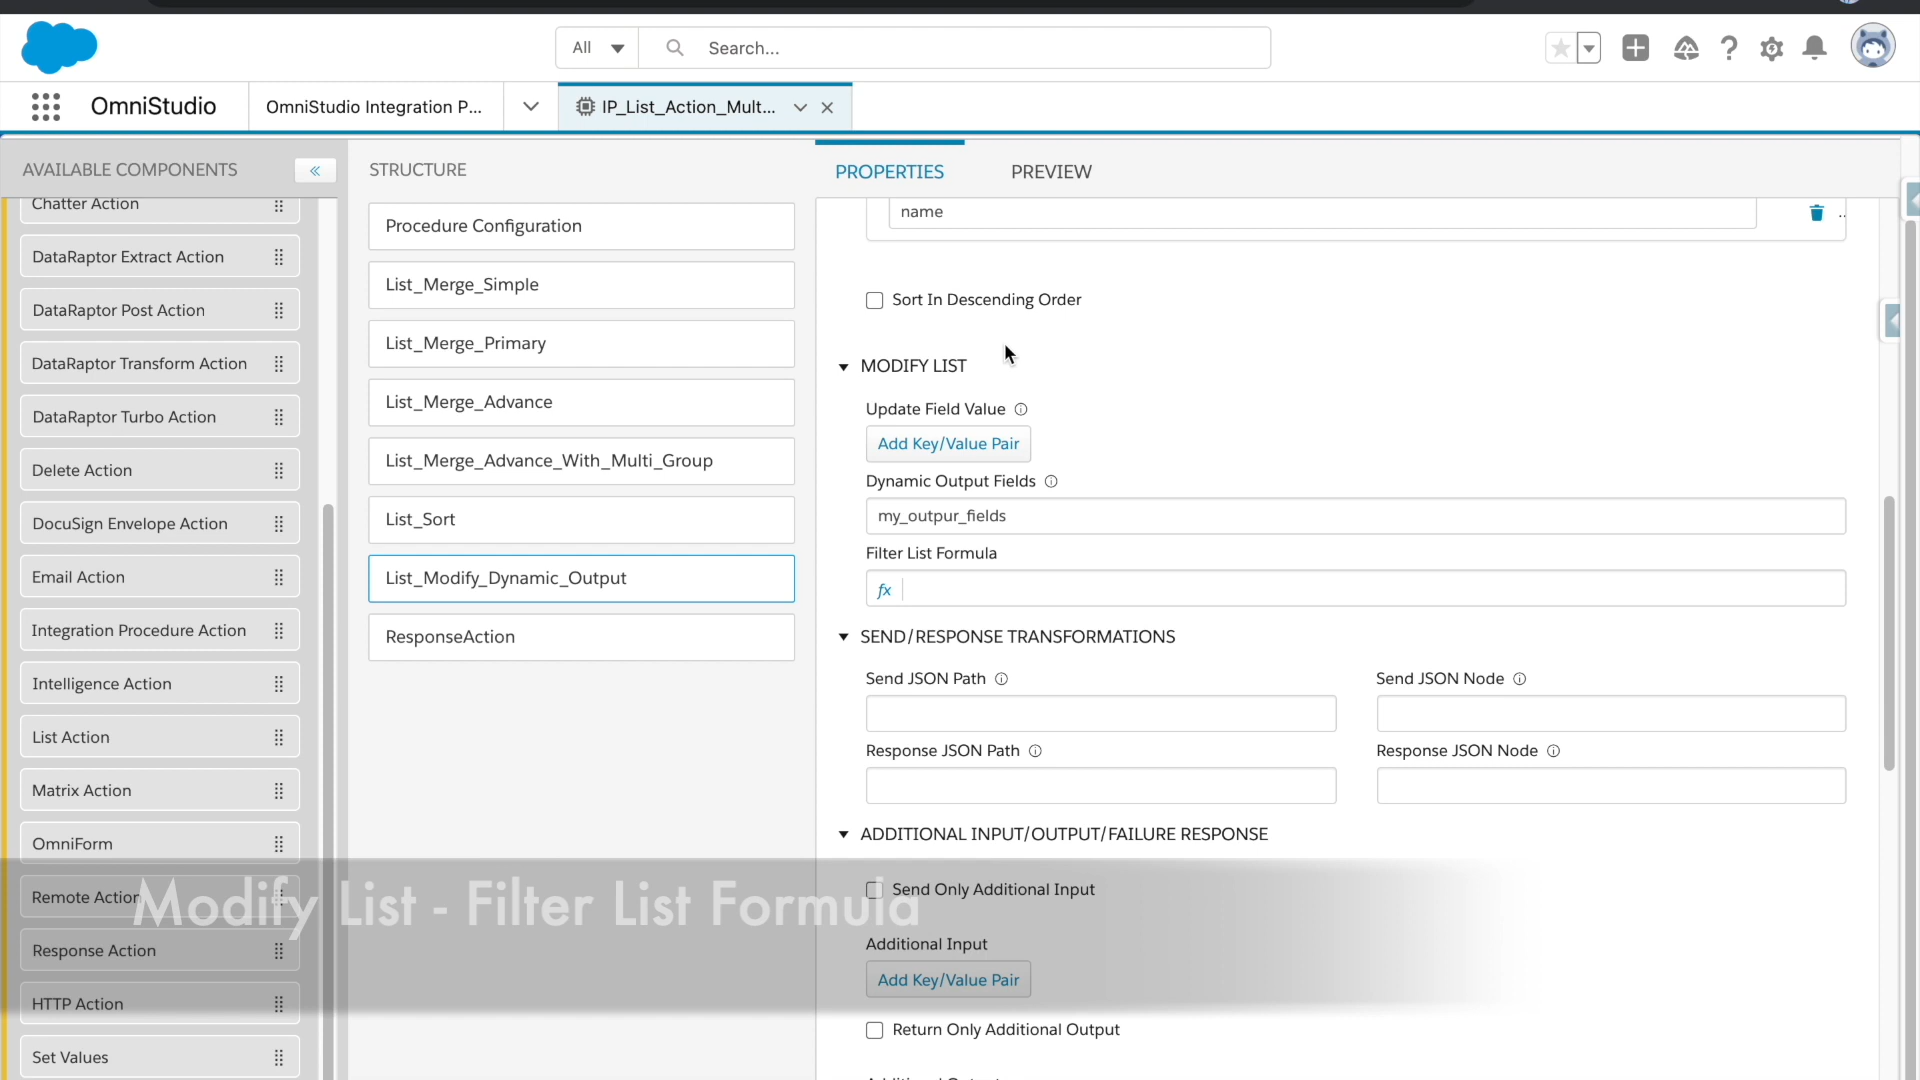 All
Search...
OmniStudio
OmniStudio Integration P...
IP_List_Action_Mult...
AVAILABLE COMPONENTS
STRUCTURE
PROPERTIES
PREVIEW
Chatter Action
DataRaptor Extract Action
DataRaptor Post Action
DataRaptor Transform Action
DataRaptor Turbo Action
Delete Action
DocuSign Envelope Action
Email Action
Integration Procedure Action
Intelligence Action
List Action
Matrix Action
OmniForm
Remote Action
Response Action
HTTP Action
Set Values
Procedure Configuration
List_Merge_Simple
List_Merge_Primary
List_Merge_Advance
List_Merge_Advance_With_Multi_Group
List_Sort
List_Modify_Dynamic_Output
ResponseAction
name
Sort In Descending Order
MODIFY LIST
Update Field Value
Add Key/Value Pair
Dynamic Output Fields
my_outpur_fields
Filter List Formula
fx
SEND/RESPONSE TRANSFORMATIONS
Send JSON Path
Send JSON Node
Response JSON Path
Response JSON Node
ADDITIONAL INPUT/OUTPUT/FAILURE RESPONSE
Send Only Additional Input
Additional Input
Add Key/Value Pair
Return Only Additional Output
Modify List - Filter List Formula